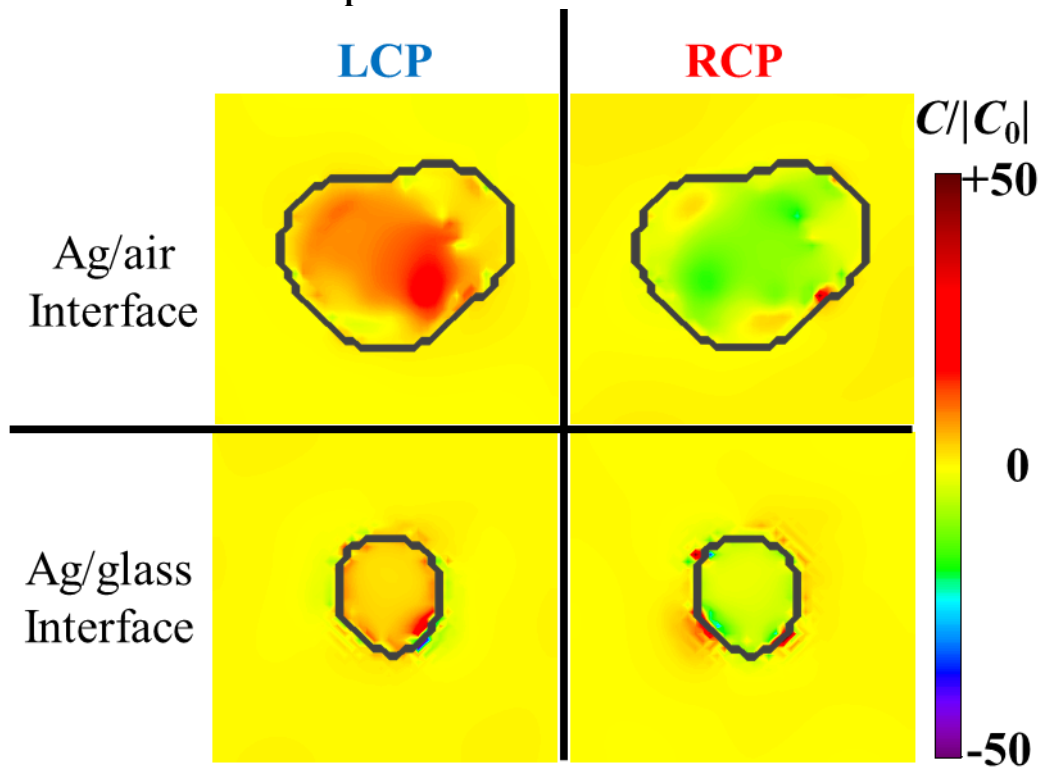 LCP
RCP
C/|C₀|
+50
Ag/air
Interface
0
Ag/glass
Interface
-50